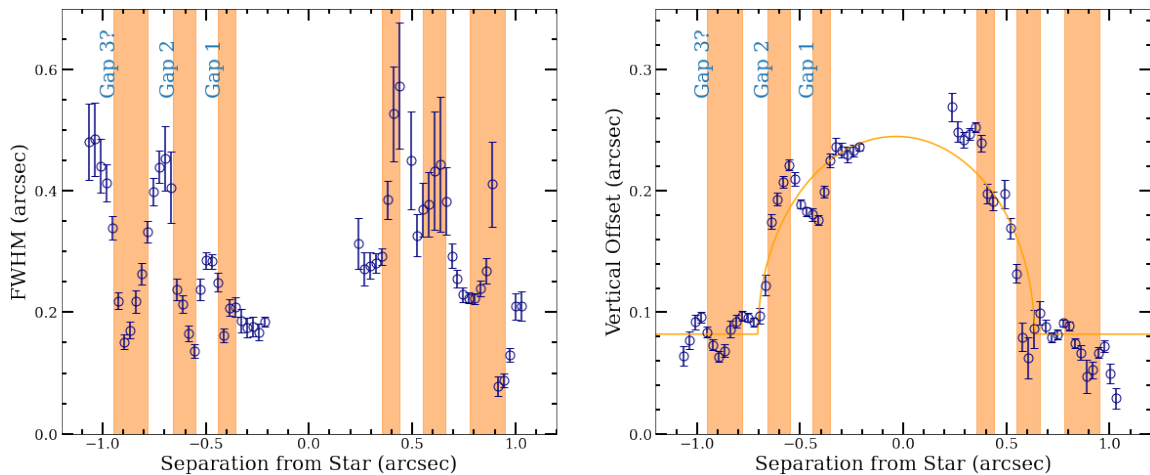 Gap 3?
Gap 2
Gap 1
FWHM (arcsec)
0.6
0.4
0.2
0.0
−1.0
−0.5
0.0
0.5
1.0
Separation from Star (arcsec)
Gap 3?
Gap 2
Gap 1
Vertical Offset (arcsec)
0.3
0.2
0.1
0.0
−1.0
−0.5
0.0
0.5
1.0
Separation from Star (arcsec)